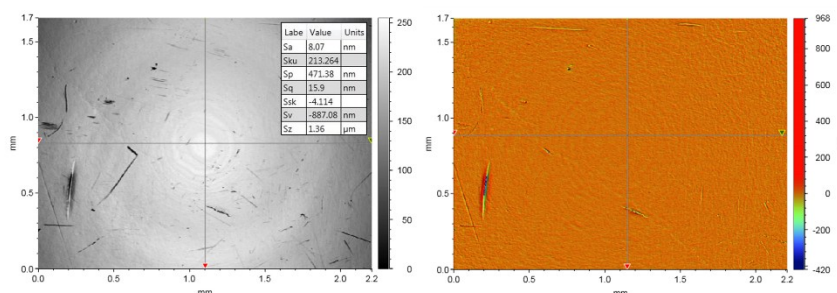 1.7
1.6
1.0
0.5
0.0
mm
0.0 0.5 1.0 1.5 2.0 2.2
mm
Labe Value Units
Sa 8.07 nm
Sku 213.264
Sp 471.38 nm
Sq 15.9 nm
Ssk -4.114
Sv -887.08 nm
Sz 1.36 µm
250
200
150
100
50
0
1.7
1.6
1.0
0.5
0.0
mm
0.0 0.5 1.0 1.5 2.0 2.2
mm
968
800
600
400
200
0
-200
-420